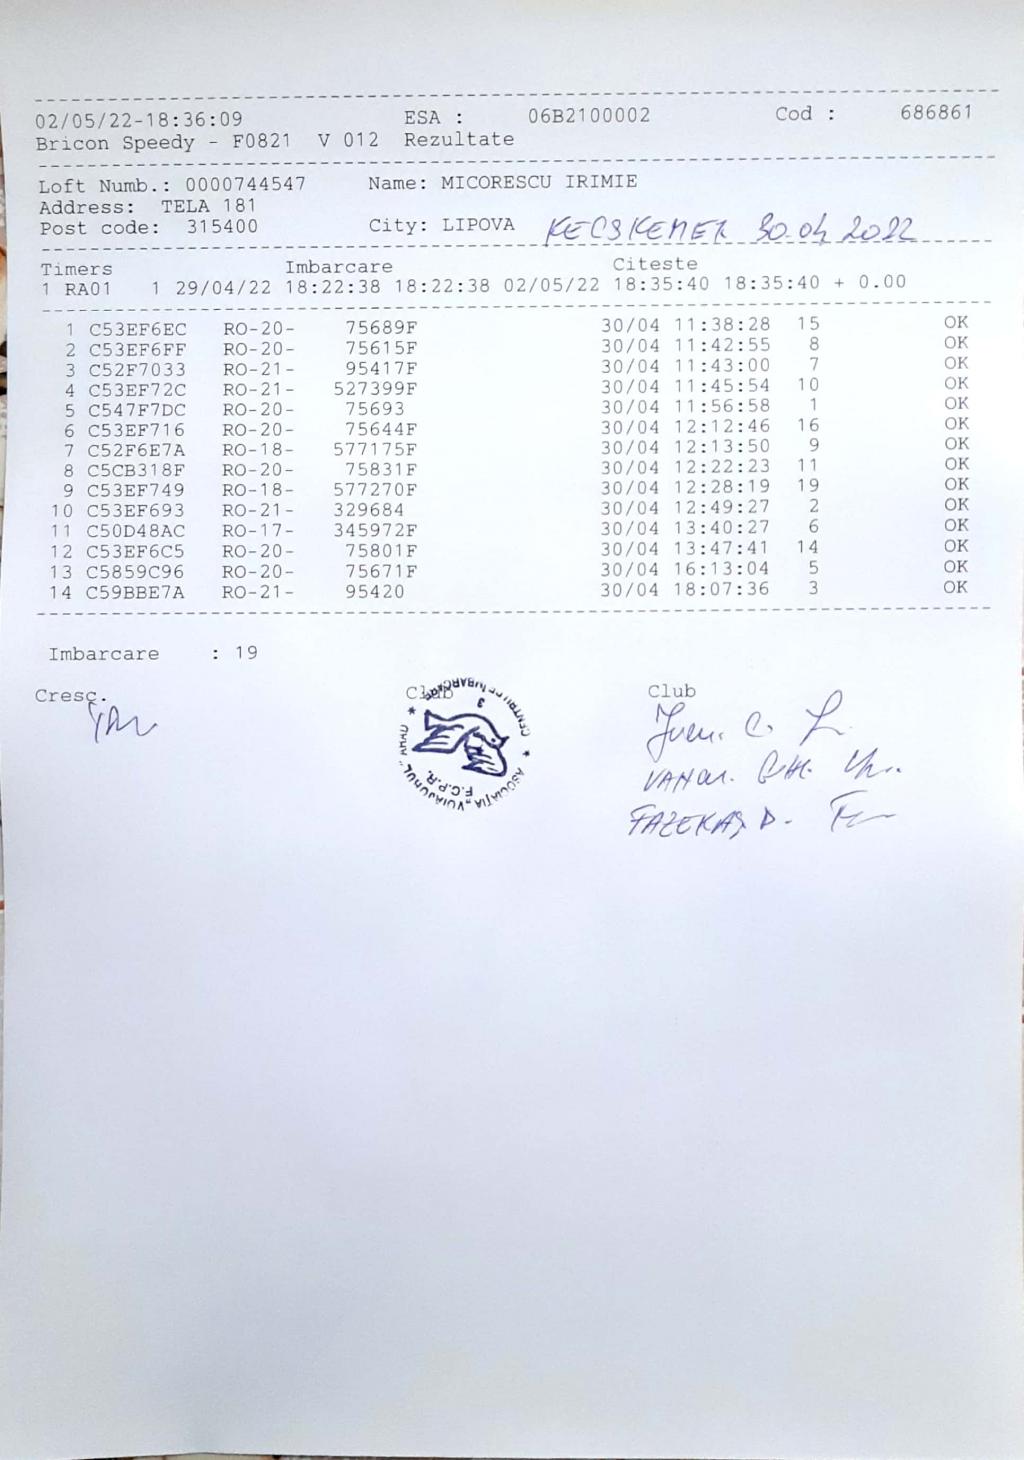 02/05/22-18:36:09 ESA : 06B2100002 Cod : 686861
Bricon Speedy - F0821 V 012 Rezultate
Loft Numb.: 0000744547 Name: MICORESCU IRIMIE
Address: TELA 181
Post code: 315400 City: LIPOVA KECSKEMET 30.04 2022
Timers Imbarcare Citeste
1 RA01 1 29/04/22 18:22:38 18:22:38 02/05/22 18:35:40 18:35:40 + 0.00
1 C53EF6EC RO-20- 75689F 30/04 11:38:28 15 OK
2 C53EF6FF RO-20- 75615F 30/04 11:42:55 8 OK
3 C52F7033 RO-21- 95417F 30/04 11:43:00 7 OK
4 C53EF72C RO-21- 527399F 30/04 11:45:54 10 OK
5 C547F7DC RO-20- 75693 30/04 11:56:58 1 OK
6 C53EF716 RO-20- 75644F 30/04 12:12:46 16 OK
7 C52F6E7A RO-18- 577175F 30/04 12:13:50 9 OK
8 C5CB318F RO-20- 75831F 30/04 12:22:23 11 OK
9 C53EF749 RO-18- 577270F 30/04 12:28:19 19 OK
10 C53EF693 RO-21- 329684 30/04 12:49:27 2 OK
11 C50D48AC RO-17- 345972F 30/04 13:40:27 6 OK
12 C53EF6C5 RO-20- 75801F 30/04 13:47:41 14 OK
13 C5859C96 RO-20- 75671F 30/04 16:13:04 5 OK
14 C59BBE7A RO-21- 95420 30/04 18:07:36 3 OK
Imbarcare : 19
Cresc. Club Club
3
F.C.P.R.
ASOCIAȚIA „VOIAJORUL"
FAZEKAS D.